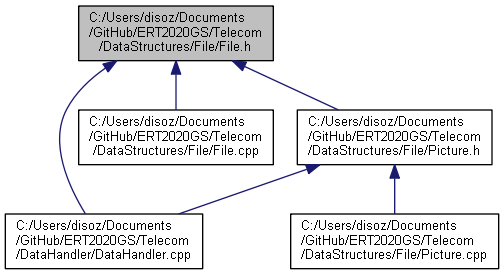 C:/Users/disoz/Documents
/GitHub/ERT2020GS/Telecom
/DataStructures/File/File.h
C:/Users/disoz/Documents
/GitHub/ERT2020GS/Telecom
/DataStructures/File/File.cpp
C:/Users/disoz/Documents
/GitHub/ERT2020GS/Telecom
/DataStructures/File/Picture.h
C:/Users/disoz/Documents
/GitHub/ERT2020GS/Telecom
/DataHandler/DataHandler.cpp
C:/Users/disoz/Documents
/GitHub/ERT2020GS/Telecom
/DataStructures/File/Picture.cpp